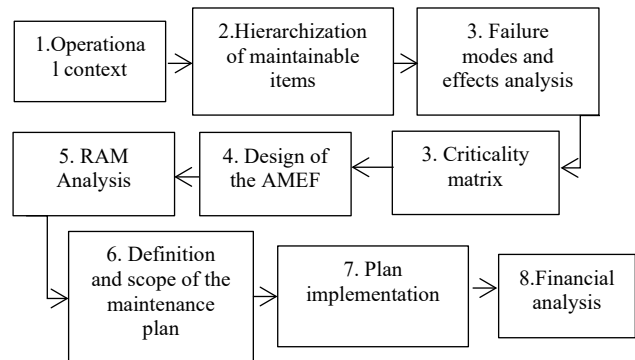 1.Operationa
l context
2.Hierarchization
of maintainable
items
3. Failure
modes and
effects analysis
5. RAM
Analysis
4. Design of
the AMEF
3. Criticality
matrix
6. Definition
and scope of the
maintenance
plan
7. Plan
implementation
8.Financial
analysis